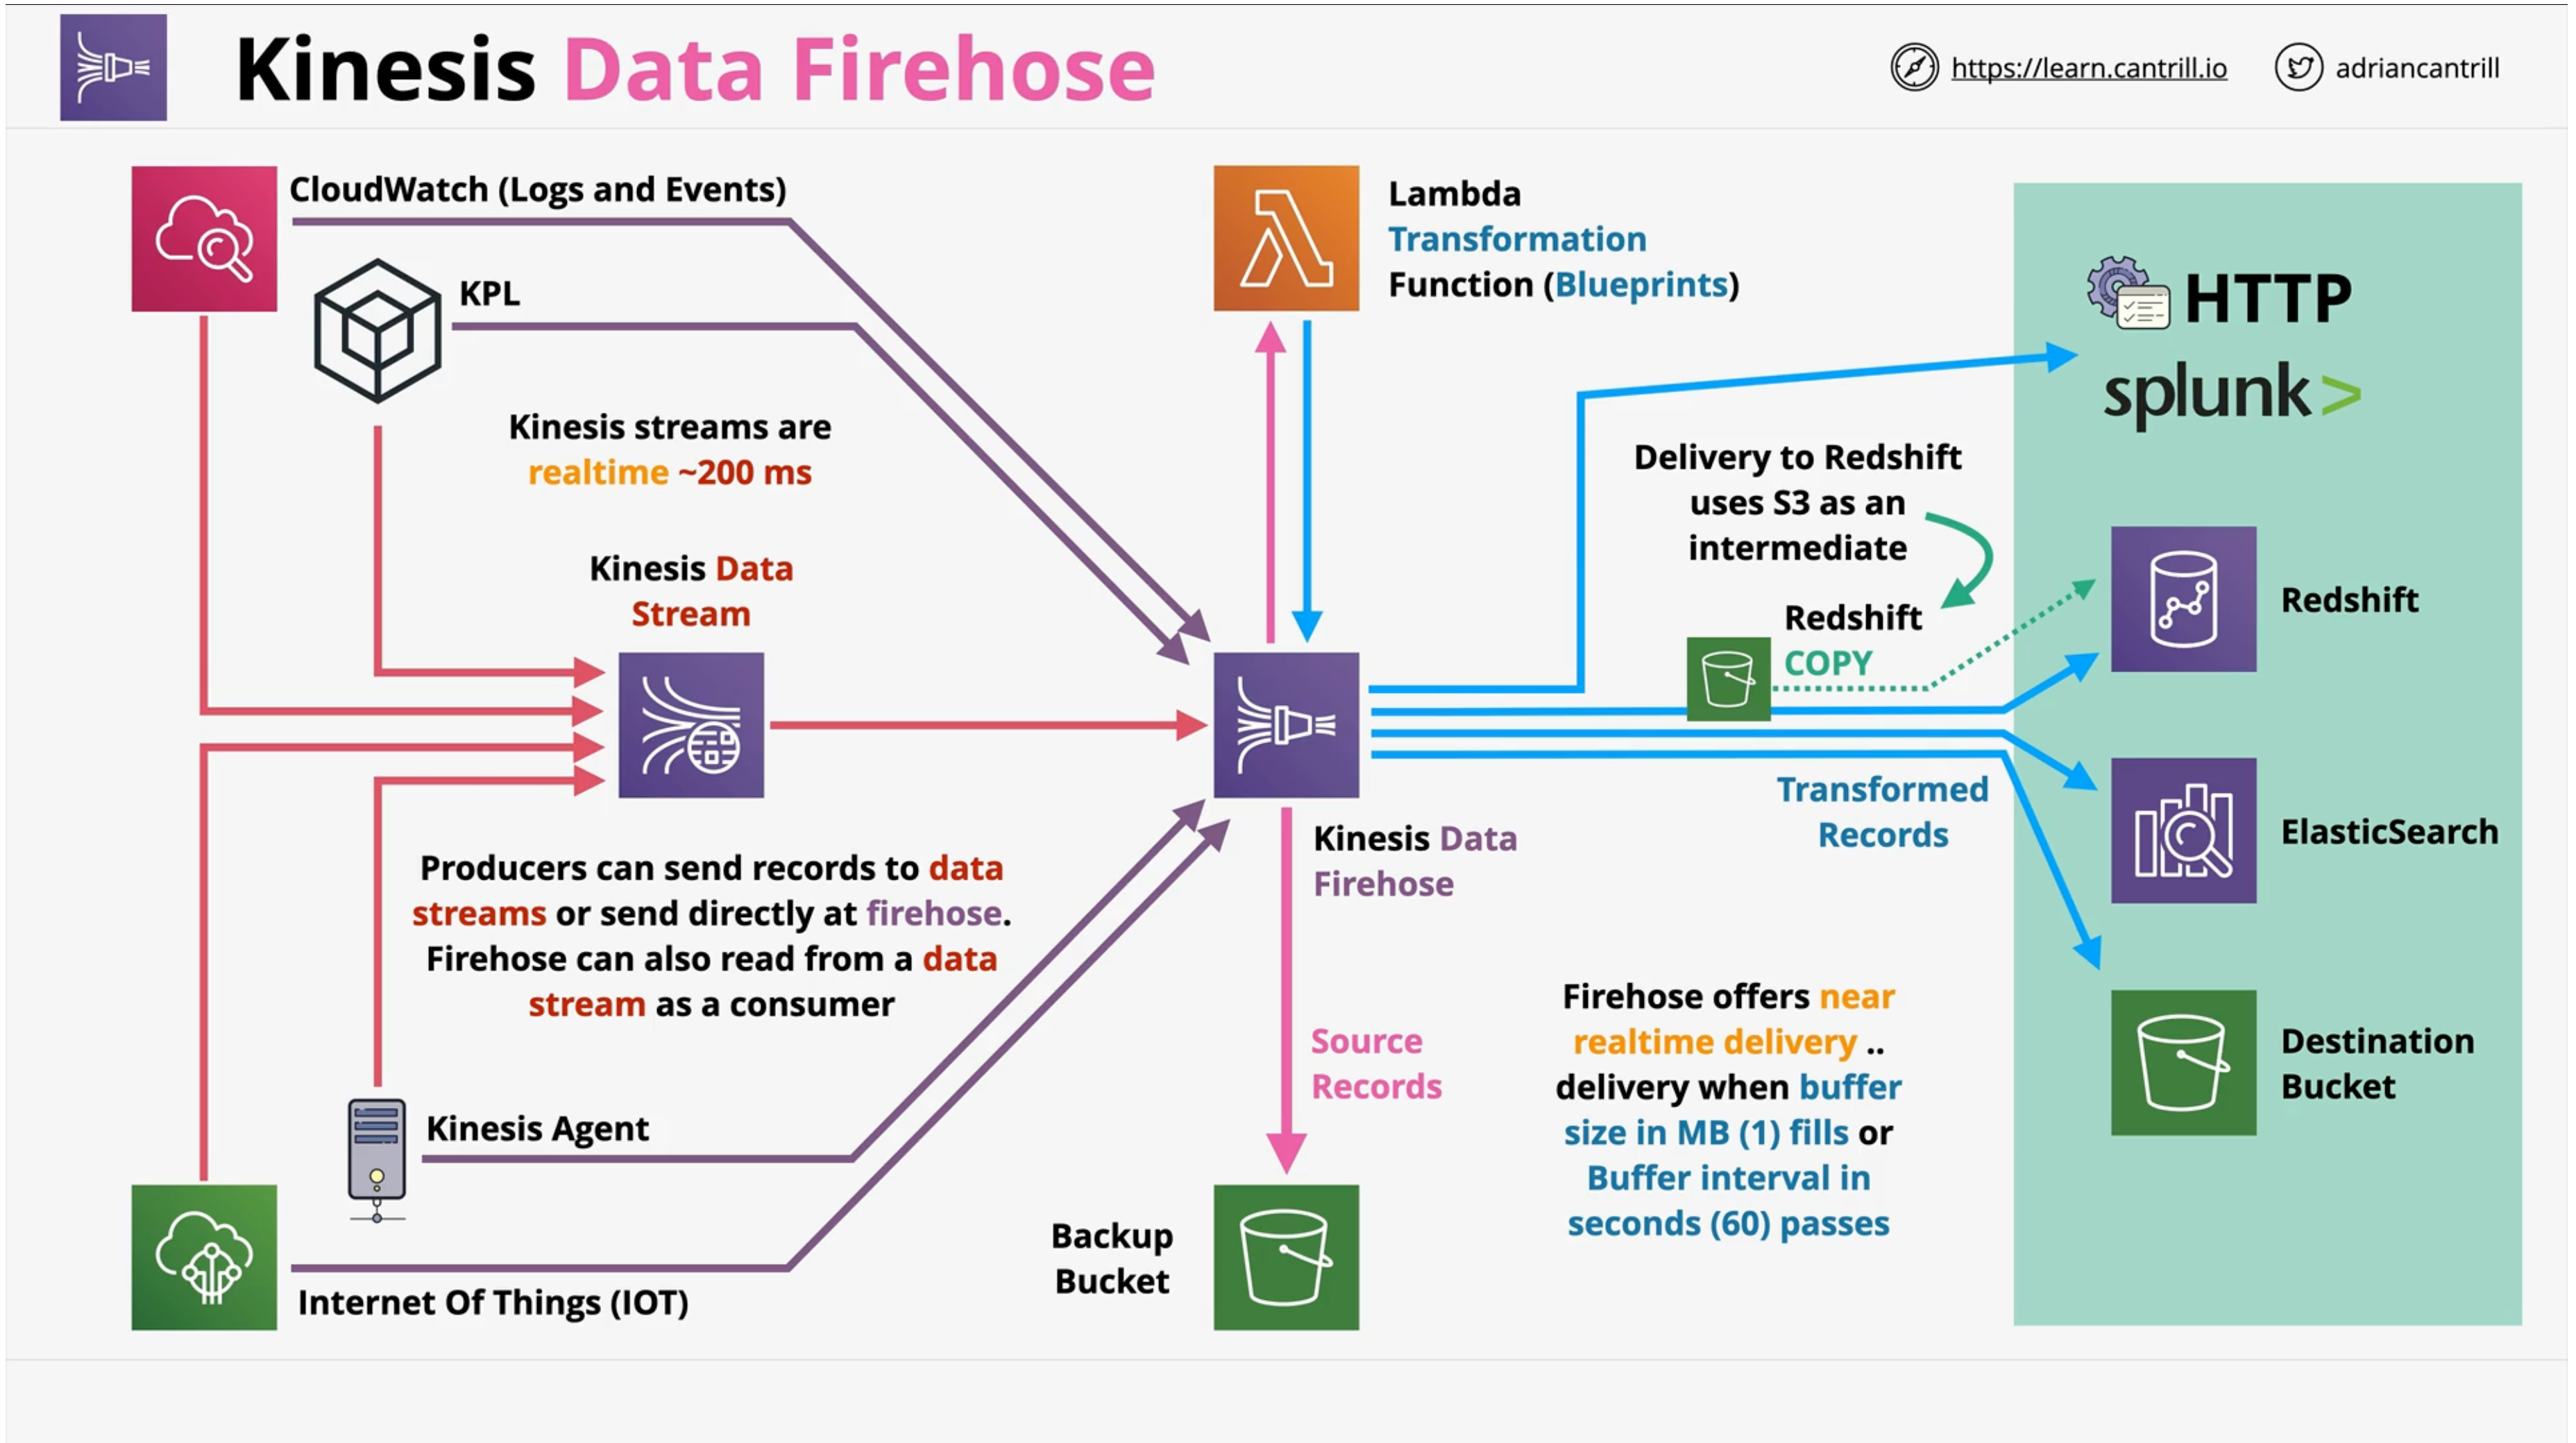 Kinesis Data Firehose
https://learn.cantrill.io
adriancantrill
CloudWatch (Logs and Events)
KPL
Kinesis streams are
realtime ~200 ms
Kinesis Data
Stream
Producers can send records to data
streams or send directly at firehose.
Firehose can also read from a data
stream as a consumer
Kinesis Agent
Internet Of Things (IOT)
Lambda
Transformation
Function (Blueprints)
Kinesis Data
Firehose
Source
Records
Backup
Bucket
Delivery to Redshift
uses S3 as an
intermediate
Redshift
COPY
Transformed
Records
Firehose offers near
realtime delivery ..
delivery when buffer
size in MB (1) fills or
Buffer interval in
seconds (60) passes
HTTP
splunk>
Redshift
ElasticSearch
Destination
Bucket